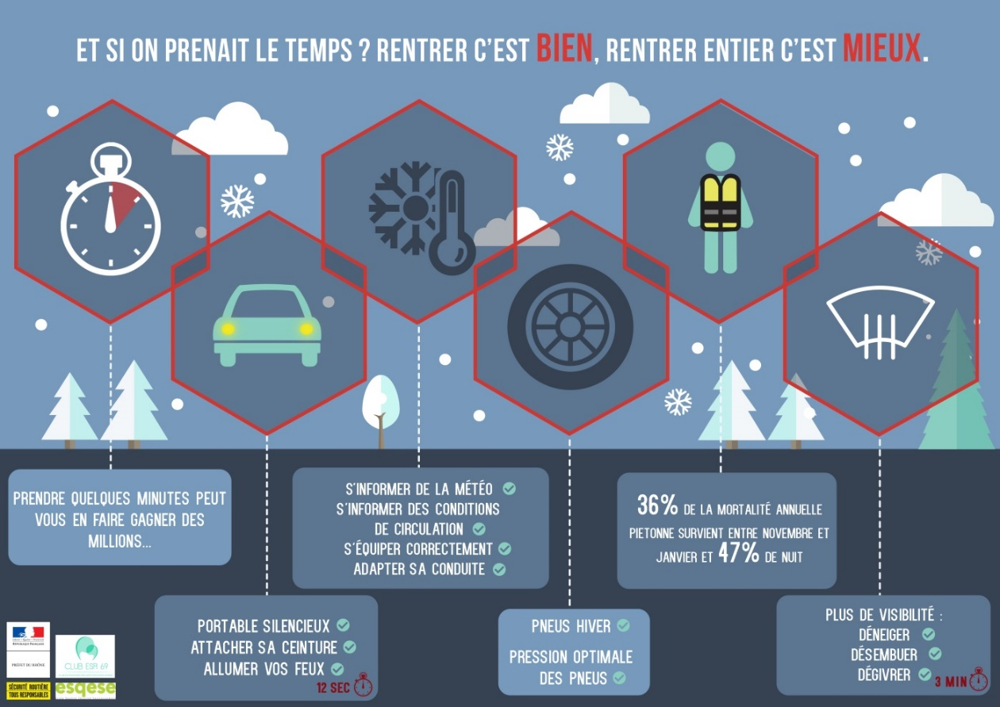 ET SI ON PRENAIT LE TEMPS ? RENTRER C'EST BIEN, RENTRER ENTIER C'EST MIEUX.
PRENDRE QUELQUES MINUTES PEUT
VOUS EN FAIRE GAGNER DES
MILLIONS...
PORTABLE SILENCIEUX
ATTACHER SA CEINTURE
ALLUMER VOS FEUX
12 SEC
S'INFORMER DE LA MÉTÉO
S'INFORMER DES CONDITIONS
DE CIRCULATION
S'ÉQUIPER CORRECTEMENT
ADAPTER SA CONDUITE
PNEUS HIVER
PRESSION OPTIMALE
DES PNEUS
36% DE LA MORTALITÉ ANNUELLE
PIETONNE SURVIENT ENTRE NOVEMBRE ET
JANVIER ET 47% DE NUIT
PLUS DE VISIBILITÉ :
DÉNEIGER
DÉSEMBUER
DÉGIVRER
3 MIN
RÉPUBLIQUE FRANÇAISE
PRÉFET DU RHÔNE
SÉCURITÉ ROUTIÈRE
TOUS RESPONSABLES
CLUB ESR 69
esqese